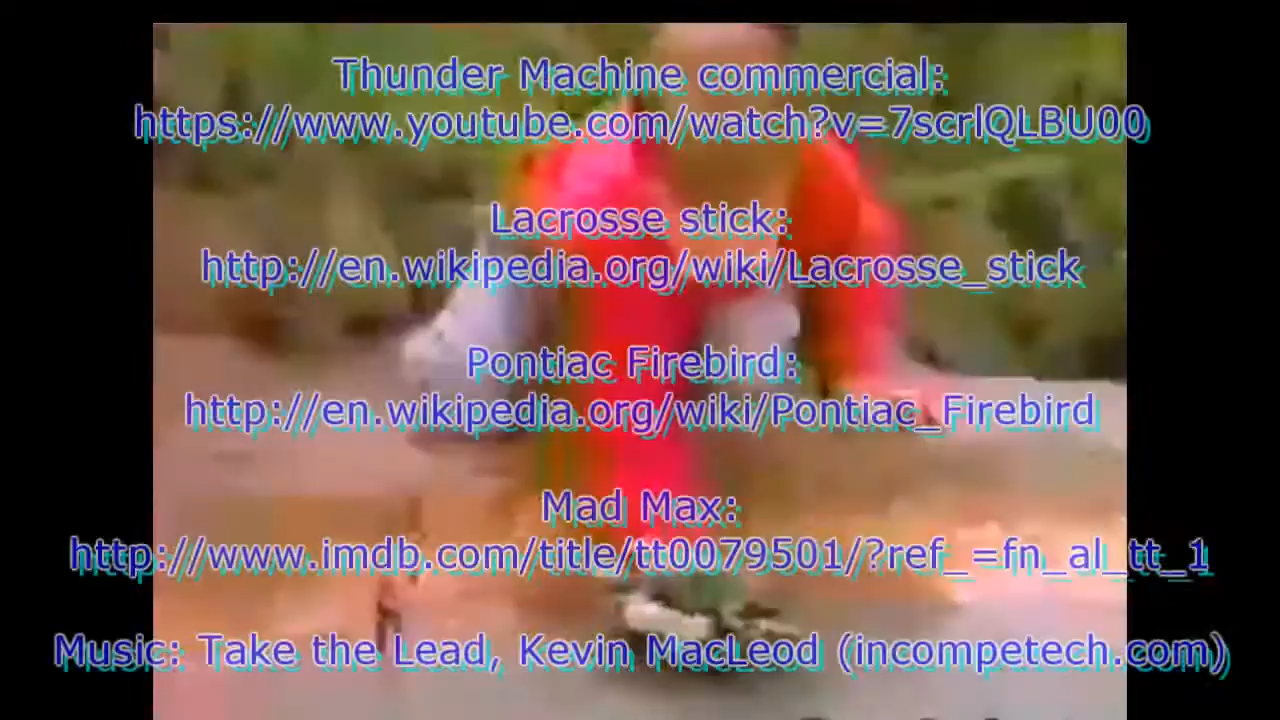 Thunder Machine commercial:
https://www.youtube.com/watch?v=7scrlQLBU00
Lacrosse stick:
http://en.wikipedia.org/wiki/Lacrosse_stick
Pontiac Firebird:
http://en.wikipedia.org/wiki/Pontiac_Firebird
Mad Max:
http://www.imdb.com/title/tt0079501/?ref_=fn_al_tt_1
Music: Take the Lead, Kevin MacLeod (incompetech.com)